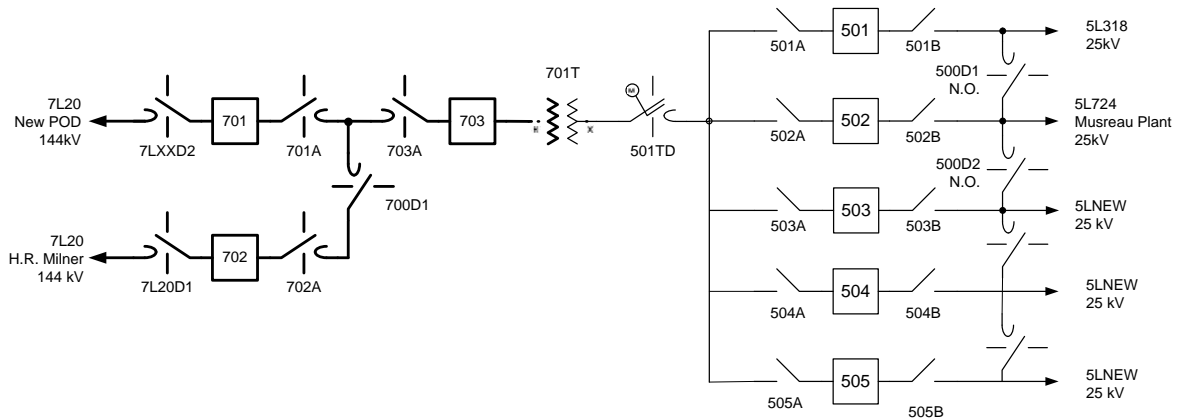 501A
501
501B
5L318
25kV
701T
500D1
N.O.
7L20
New POD
144kV
701
703
M
H
X
502A
502
502B
5L724
Musreau Plant
25kV
7LXXD2
701A
703A
501TD
500D2
N.O.
700D1
503A
503
503B
5LNEW
25 kV
7L20
H.R. Milner
144 kV
702
7L20D1
702A
504A
504
504B
5LNEW
25 kV
505A
505
505B
5LNEW
25 kV